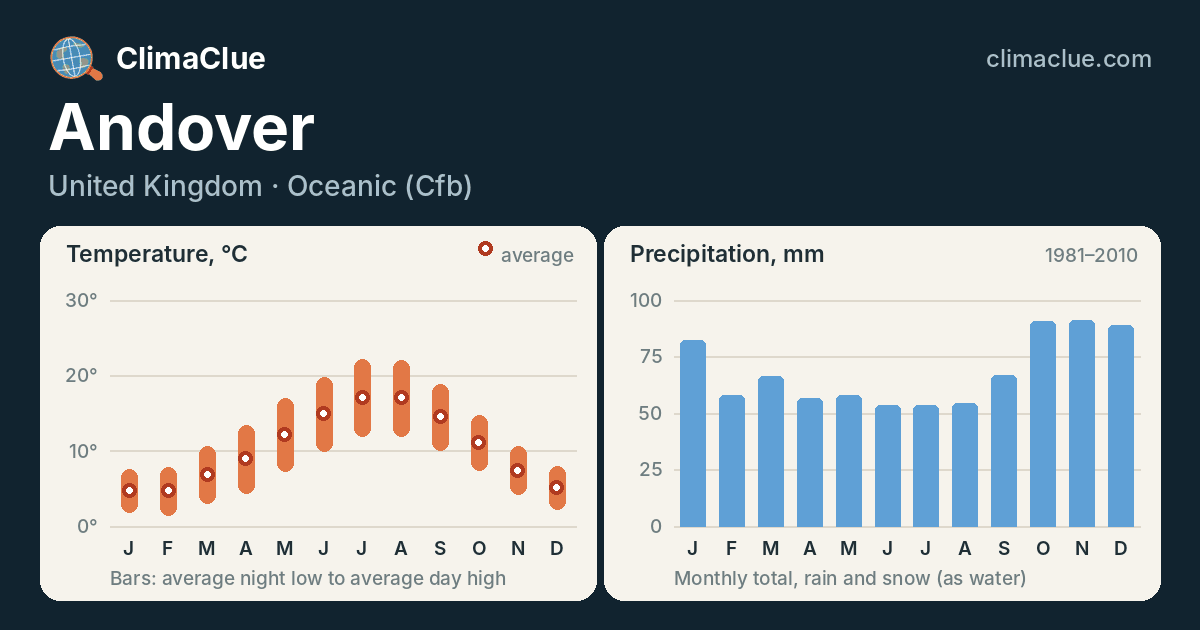 ClimaClue
climaclue.com
Andover
United Kingdom · Oceanic (Cfb)
Temperature, °C
average
30°
20°
10°
0°
J F M A M J J A S O N D
Bars: average night low to average day high
Precipitation, mm
1981–2010
100
75
50
25
0
J F M A M J J A S O N D
Monthly total, rain and snow (as water)